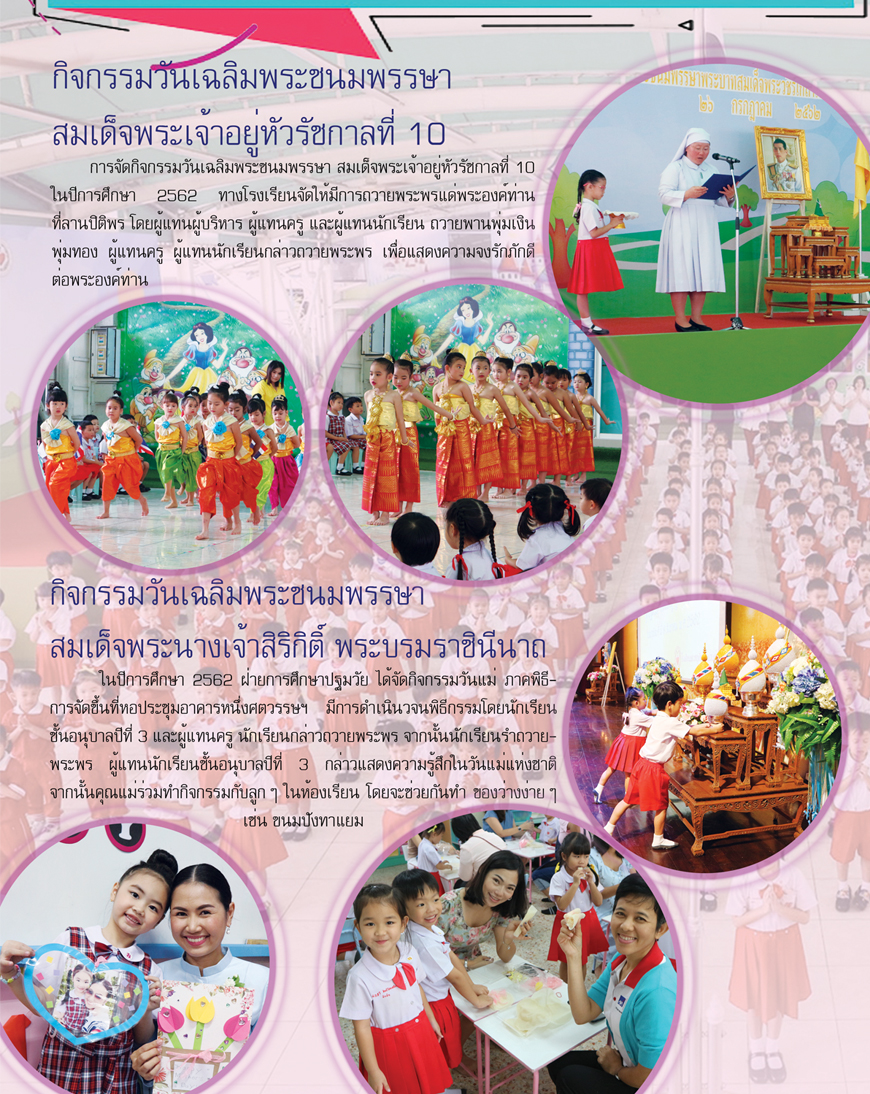 กิจกรรมวันเฉลิมพระชนมพรรษา
สมเด็จพระเจ้าอยู่หัวรัชกาลที่ 10
การจัดกิจกรรมวันเฉลิมพระชนมพรรษา สมเด็จพระเจ้าอยู่หัวรัชกาลที่ 10
ในปีการศึกษา 2562 ทางโรงเรียนจัดให้มีการถวายพระพรแด่พระองค์ท่าน
ที่ลานปิติพร โดยผู้แทนผู้บริหาร ผู้แทนครู และผู้แทนนักเรียน ถวายพานพุ่มเงิน
พุ่มทอง ผู้แทนครู ผู้แทนนักเรียนกล่าวถวายพระพร เพื่อแสดงความจงรักภักดี
ต่อพระองค์ท่าน
๒๖ กรกฎาคม ๒๕๖๒
กิจกรรมวันเฉลิมพระชนมพรรษา
สมเด็จพระนางเจ้าสิริกิติ์ พระบรมราชินีนาถ
ในปีการศึกษา 2562 ฝ่ายการศึกษาปฐมวัย ได้จัดกิจกรรมวันแม่ ภาคพิธี-
การจัดขึ้นที่หอประชุมอาคารหนึ่งศตวรรษฯ มีการดำเนินวจนพิธีกรรมโดยนักเรียน
ชั้นอนุบาลปีที่ 3 และผู้แทนครู นักเรียนกล่าวถวายพระพร จากนั้นนักเรียนรำถวาย-
พระพร ผู้แทนนักเรียนชั้นอนุบาลปีที่ 3 กล่าวแสดงความรู้สึกในวันแม่แห่งชาติ
จากนั้นคุณแม่ร่วมทำกิจกรรมกับลูก ๆ ในห้องเรียน โดยจะช่วยกันทำ ของว่างง่าย ๆ
เช่น ขนมปังทาแยม